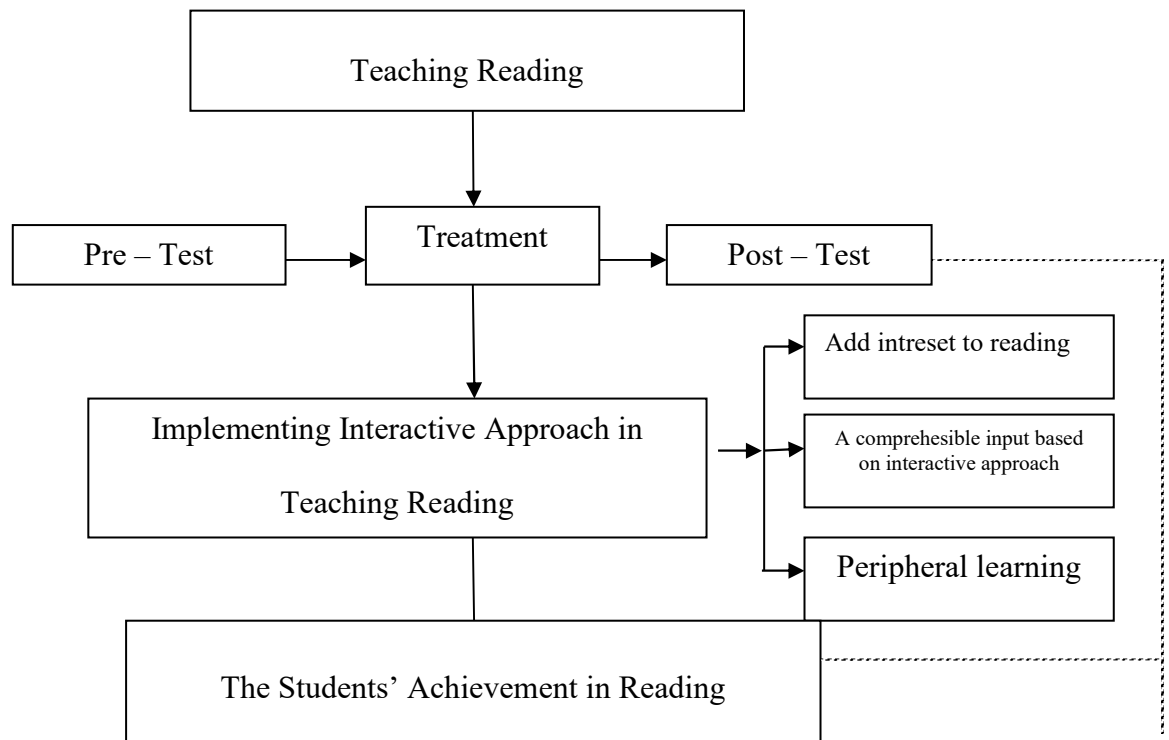 Teaching Reading
Pre – Test
Treatment
Post – Test
Add intreset to reading
Implementing Interactive Approach in
Teaching Reading
A comprehesible input based
on interactive approach
Peripheral learning
The Students’ Achievement in Reading